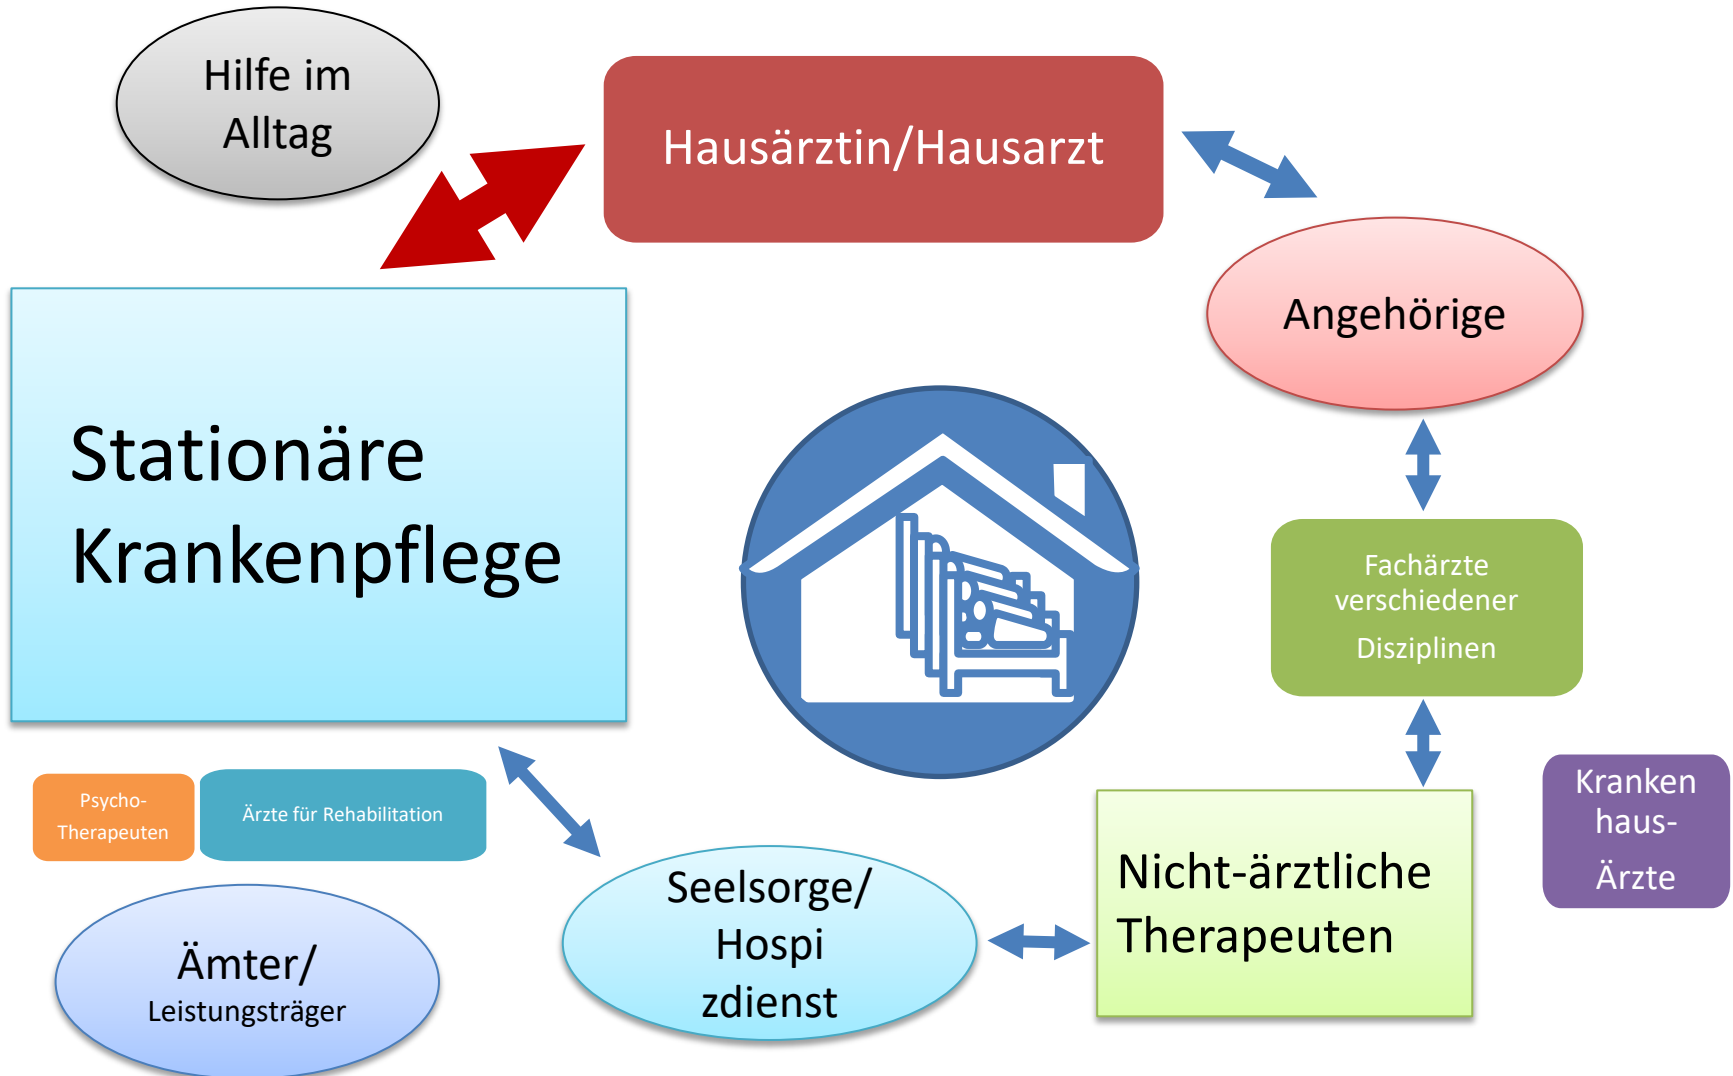 Hilfe im
Alltag
Hausärztin/Hausarzt
Angehörige
Stationäre
Krankenpflege
Fachärzte
verschiedener
Disziplinen
Psycho-
Therapeuten
Ärzte für Rehabilitation
Kranken
haus-
Ärzte
Nicht-ärztliche
Therapeuten
Seelsorge/
Hospi
zdienst
Ämter/
Leistungsträger